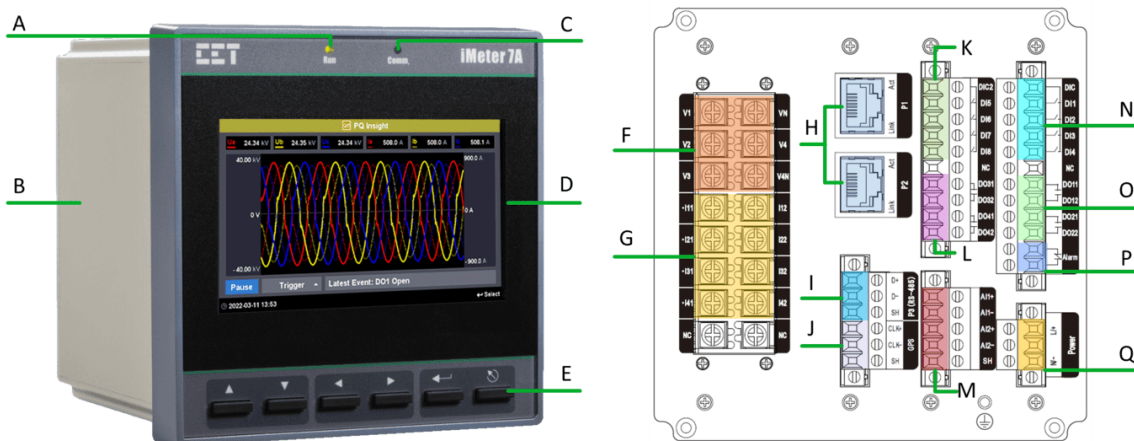 A
B
C
D
E
CET
Run
Comm.
iMeter 7A
PQ Insight
Ua 24.34 kV Ub 24.35 kV 24.34 kV Ia 508.0 A Ib 508.0 A 508.1 A
40.00 kV
900.0 A
0 V
0 A
-40.00 kV
-900.0 A
Pause Trigger Latest Event: DO1 Open
2022-03-11 13:53
Select
F
G
H
I
J
K
L
M
N
O
P
Q
V1 VN
V2 V4
V3 V4N
I11 I12
I21 I22
I31 I32
I41 I42
NC NC
Act
Link
P1
Act
Link
P2
D+
D-
SH
P3 (RS-485)
CLK+
CLK-
SH
GPS
DIC2
DI5
DI6
DI7
DI8
NC
DO31
DO32
DO41
DO42
AI1+
AI1-
AI2+
AI2-
SH
DIC
DI1
DI2
DI3
DI4
NC
DO11
DO12
DO21
DO22
Alarm
L/+
N/-
Power